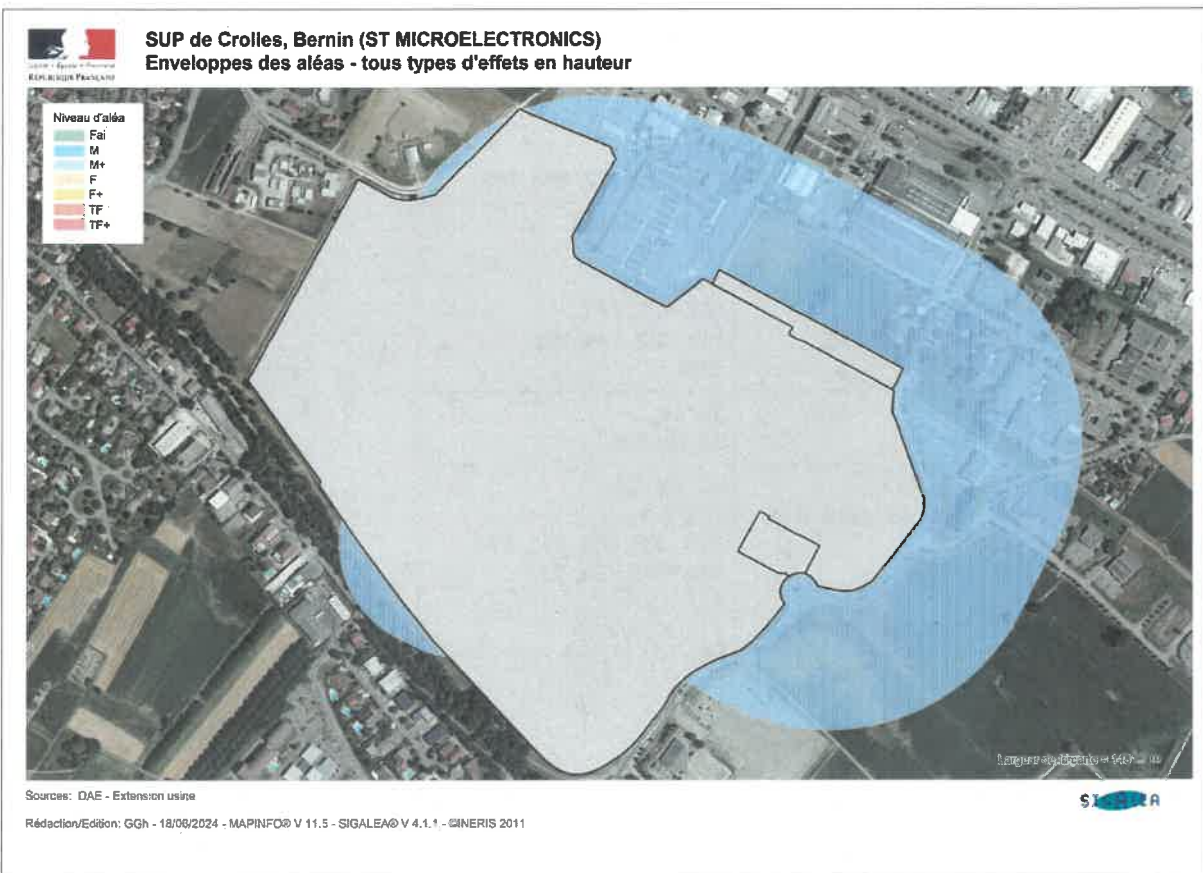 SUP de Crolles, Bernin (ST MICROELECTRONICS)
Enveloppes des aléas - tous types d'effets en hauteur
RÉPUBLIQUE FRANÇAISE
Niveau d'aléa
Fai
M
M+
F
F+
TF
TF+
Sources: DAE - Extension usine
SIGALEA
Rédaction/Edition: GGh - 18/06/2024 - MAPINFO® V 11.5 - SIGALEA® V 4.1.1 - ©INERIS 2011